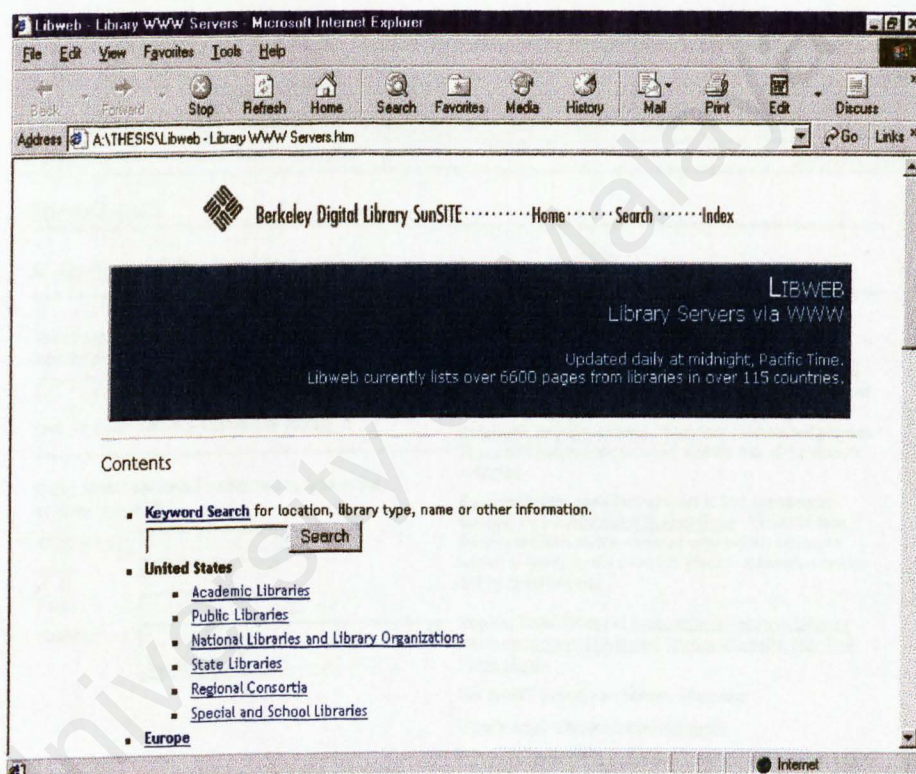 Libweb - Library WWW Servers - Microsoft Internet Explorer
File Edit View Favorites Tools Help
Back Forward Stop Refresh Home Search Favorites Media History Mail Print Edit Discuss
Address A:\THESIS\Libweb - Library WWW Servers.htm Go Links
Berkeley Digital Library SunSITE··········Home·······Search·······Index
LIBWEB
Library Servers via WWW
Updated daily at midnight, Pacific Time.
Libweb currently lists over 6600 pages from libraries in over 115 countries.
Contents
Keyword Search for location, library type, name or other information.
Search
United States
Academic Libraries
Public Libraries
National Libraries and Library Organizations
State Libraries
Regional Consortia
Special and School Libraries
Europe
Internet
University of Malaya